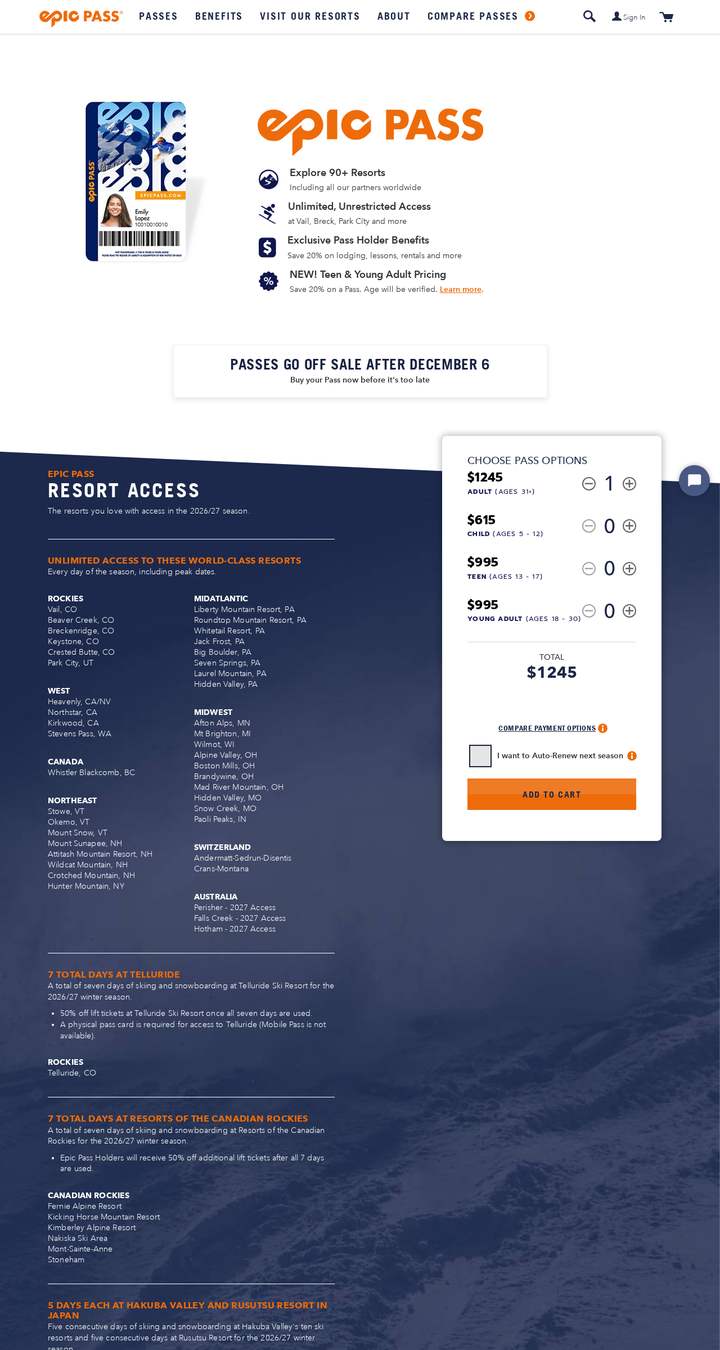 epic PASS
PASSES
BENEFITS
VISIT OUR RESORTS
ABOUT
COMPARE PASSES
Sign In
epic
EPICPASS.COM
epic PASS
Emily
Lopez
epic PASS
Explore 90+ Resorts
Including all our partners worldwide
Unlimited, Unrestricted Access
at Vail, Breck, Park City and more
Exclusive Pass Holder Benefits
Save 20% on lodging, lessons, rentals and more
NEW! Teen & Young Adult Pricing
Save 20% on a Pass. Age will be verified. Learn more.
PASSES GO OFF SALE AFTER DECEMBER 6
Buy your Pass now before it's too late
EPIC PASS
RESORT ACCESS
The resorts you love with access in the 2026/27 season.
UNLIMITED ACCESS TO THESE WORLD-CLASS RESORTS
Every day of the season, including peak dates.
ROCKIES
Vail, CO
Beaver Creek, CO
Breckenridge, CO
Keystone, CO
Crested Butte, CO
Park City, UT
WEST
Heavenly, CA/NV
Northstar, CA
Kirkwood, CA
Stevens Pass, WA
CANADA
Whistler Blackcomb, BC
NORTHEAST
Stowe, VT
Okemo, VT
Mount Snow, VT
Mount Sunapee, NH
Attitash Mountain Resort, NH
Wildcat Mountain, NH
Crotched Mountain, NH
Hunter Mountain, NY
MIDATLANTIC
Liberty Mountain Resort, PA
Roundtop Mountain Resort, PA
Whitetail Resort, PA
Jack Frost, PA
Big Boulder, PA
Seven Springs, PA
Laurel Mountain, PA
Hidden Valley, PA
MIDWEST
Afton Alps, MN
Mt Brighton, MI
Wilmot, WI
Alpine Valley, OH
Boston Mills, OH
Brandywine, OH
Mad River Mountain, OH
Hidden Valley, MO
Snow Creek, MO
Paoli Peaks, IN
SWITZERLAND
Andermatt-Sedrun-Disentis
Crans-Montana
AUSTRALIA
Perisher - 2027 Access
Falls Creek - 2027 Access
Hotham - 2027 Access
7 TOTAL DAYS AT TELLURIDE
A total of seven days of skiing and snowboarding at Telluride Ski Resort for the
2026/27 winter season.
• 50% off lift tickets at Telluride Ski Resort once all seven days are used.
• A physical pass card is required for access to Telluride (Mobile Pass is not
available).
ROCKIES
Telluride, CO
7 TOTAL DAYS AT RESORTS OF THE CANADIAN ROCKIES
A total of seven days of skiing and snowboarding at Resorts of the Canadian
Rockies for the 2026/27 winter season.
• Epic Pass Holders will receive 50% off additional lift tickets after all 7 days
are used.
CANADIAN ROCKIES
Fernie Alpine Resort
Kicking Horse Mountain Resort
Kimberley Alpine Resort
Nakiska Ski Area
Mont-Sainte-Anne
Stoneham
5 DAYS EACH AT HAKUBA VALLEY AND RUSUTSU RESORT IN
JAPAN
Five consecutive days of skiing and snowboarding at Hakuba Valley's ten ski
resorts and five consecutive days at Rusutsu Resort for the 2026/27 winter
season.
CHOOSE PASS OPTIONS
$1245
ADULT (AGES 31+)
1
$615
CHILD (AGES 5 - 12)
0
$995
TEEN (AGES 13 - 17)
0
$995
YOUNG ADULT (AGES 18 - 30)
0
TOTAL
$1245
COMPARE PAYMENT OPTIONS
I want to Auto-Renew next season
ADD TO CART